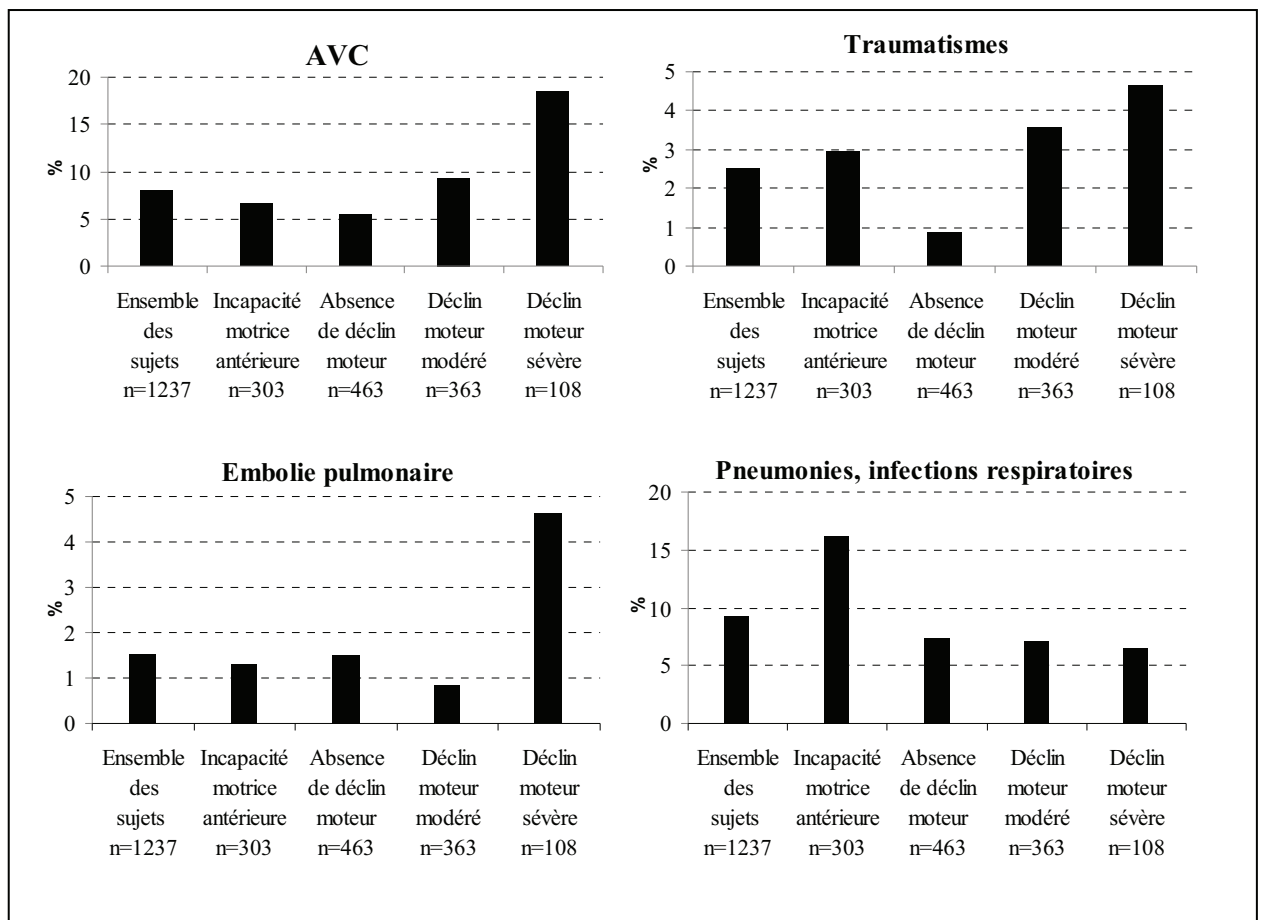 AVC
20
15
10
5
0
%
Ensemble Incapacité Absence Déclin Déclin
des motrice de déclin moteur moteur
sujets antérieure moteur modéré sévère
n=1237 n=303 n=463 n=363 n=108
Traumatismes
5
4
3
2
1
0
%
Ensemble Incapacité Absence Déclin Déclin
des motrice de déclin moteur moteur
sujets antérieure moteur modéré sévère
n=1237 n=303 n=463 n=363 n=108
Embolie pulmonaire
5
4
3
2
1
0
%
Ensemble Incapacité Absence Déclin Déclin
des motrice de déclin moteur moteur
sujets antérieure moteur modéré sévère
n=1237 n=303 n=463 n=363 n=108
Pneumonies, infections respiratoires
20
15
10
5
0
%
Ensemble Incapacité Absence Déclin Déclin
des motrice de déclin moteur moteur
sujets antérieure moteur modéré sévère
n=1237 n=303 n=463 n=363 n=108